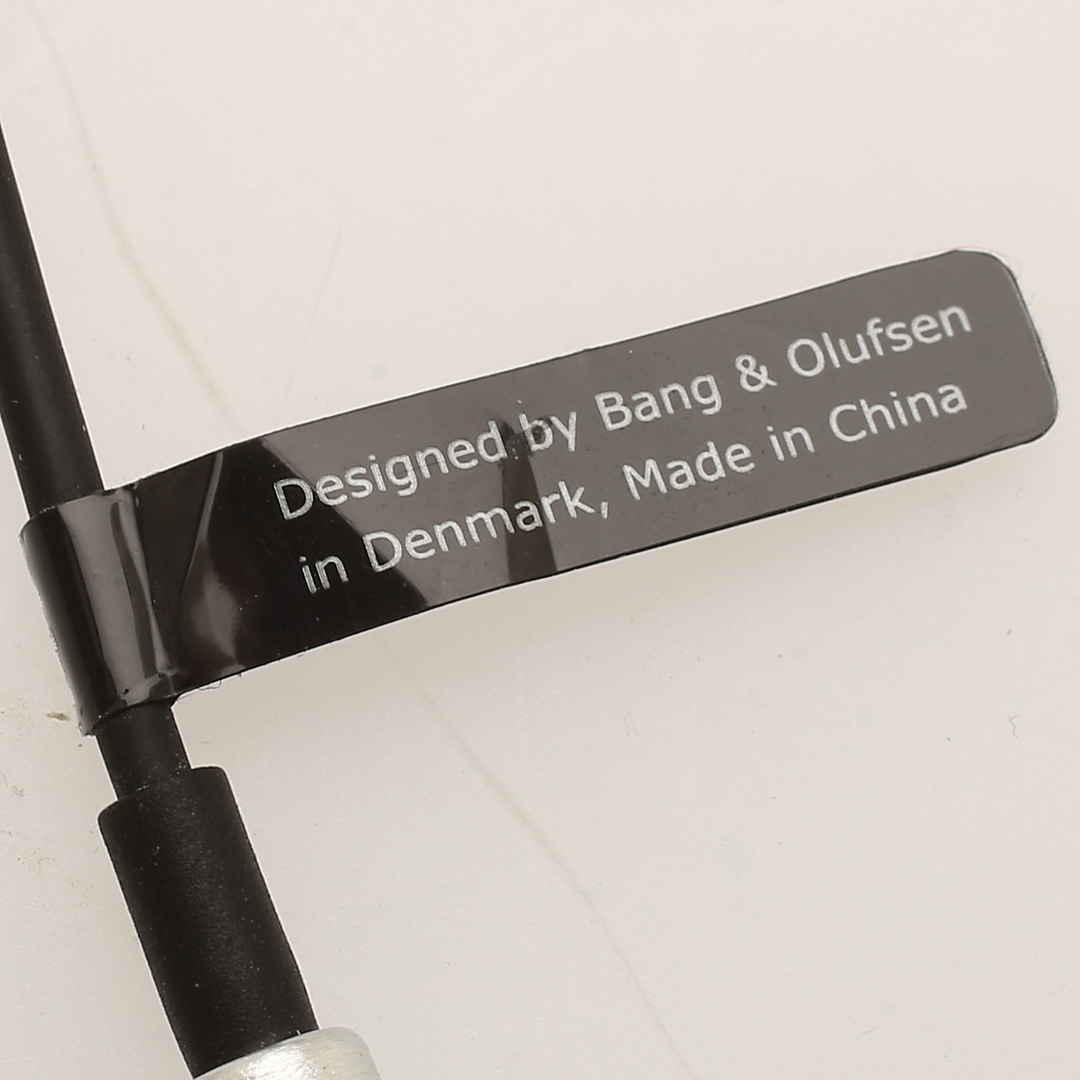 Designed by Bang & Olufsen
in Denmark, Made in China